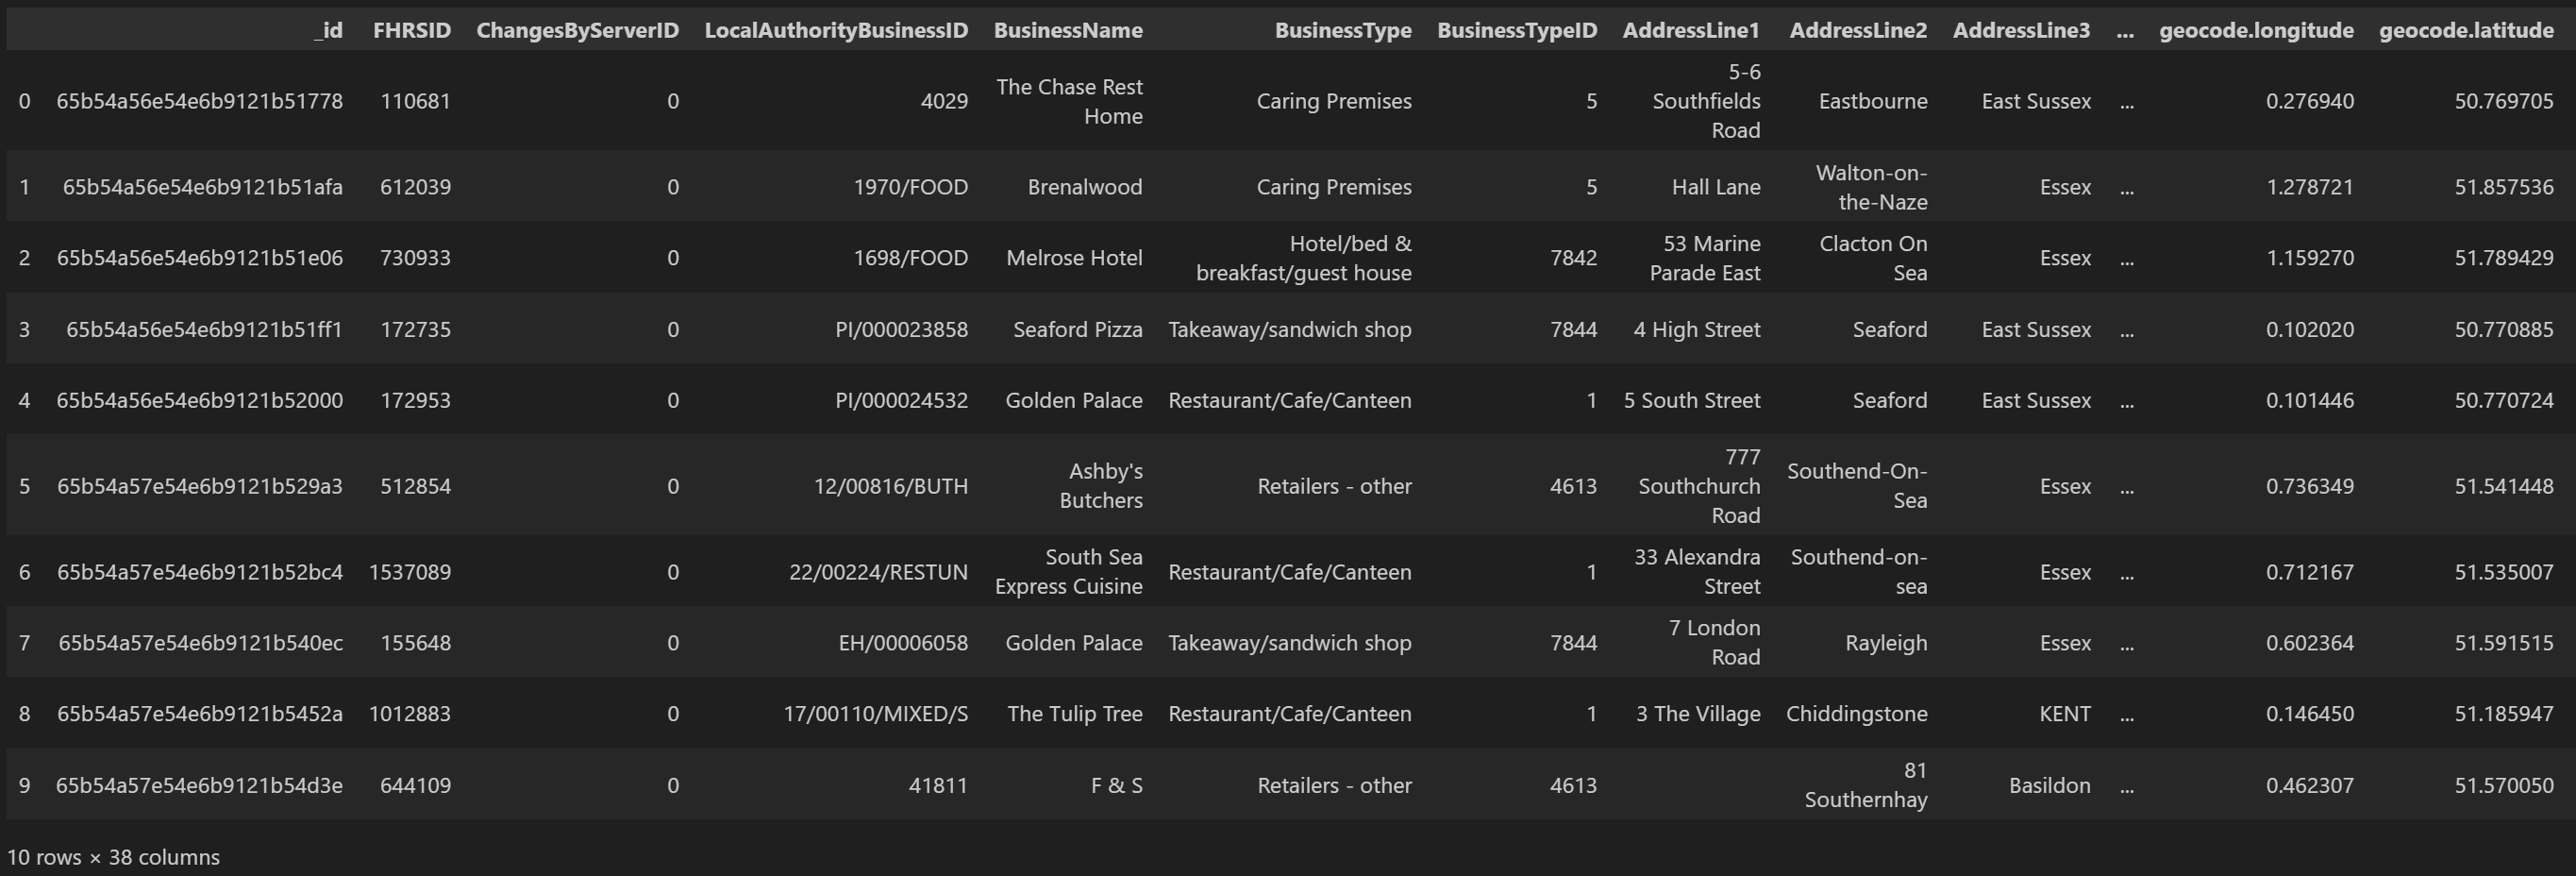 _id FHRSID ChangesByServerID LocalAuthorityBusinessID BusinessName BusinessType BusinessTypeID AddressLine1 AddressLine2 AddressLine3 ... geocode.longitude geocode.latitude
0 65b54a56e54e6b9121b51778 110681 0 4029 The Chase Rest Home Caring Premises 5 5-6 Southfields Road Eastbourne East Sussex ... 0.276940 50.769705
1 65b54a56e54e6b9121b51afa 612039 0 1970/FOOD Brenalwood Caring Premises 5 Hall Lane Walton-on-the-Naze Essex ... 1.278721 51.857536
2 65b54a56e54e6b9121b51e06 730933 0 1698/FOOD Melrose Hotel Hotel/bed & breakfast/guest house 7842 53 Marine Parade East Clacton On Sea Essex ... 1.159270 51.789429
3 65b54a56e54e6b9121b51ff1 172735 0 PI/000023858 Seaford Pizza Takeaway/sandwich shop 7844 4 High Street Seaford East Sussex ... 0.102020 50.770885
4 65b54a56e54e6b9121b52000 172953 0 PI/000024532 Golden Palace Restaurant/Cafe/Canteen 1 5 South Street Seaford East Sussex ... 0.101446 50.770724
5 65b54a57e54e6b9121b529a3 512854 0 12/00816/BUTH Ashby's Butchers Retailers - other 4613 777 Southchurch Road Southend-On-Sea Essex ... 0.736349 51.541448
6 65b54a57e54e6b9121b52bc4 1537089 0 22/00224/RESTUN South Sea Express Cuisine Restaurant/Cafe/Canteen 1 33 Alexandra Street Southend-on-sea Essex ... 0.712167 51.535007
7 65b54a57e54e6b9121b540ec 155648 0 EH/00006058 Golden Palace Takeaway/sandwich shop 7844 7 London Road Rayleigh Essex ... 0.602364 51.591515
8 65b54a57e54e6b9121b5452a 1012883 0 17/00110/MIXED/S The Tulip Tree Restaurant/Cafe/Canteen 1 3 The Village Chiddingstone KENT ... 0.146450 51.185947
9 65b54a57e54e6b9121b54d3e 644109 0 41811 F & S Retailers - other 4613 81 Southernhay Basildon ... 0.462307 51.570050
10 rows × 38 columns